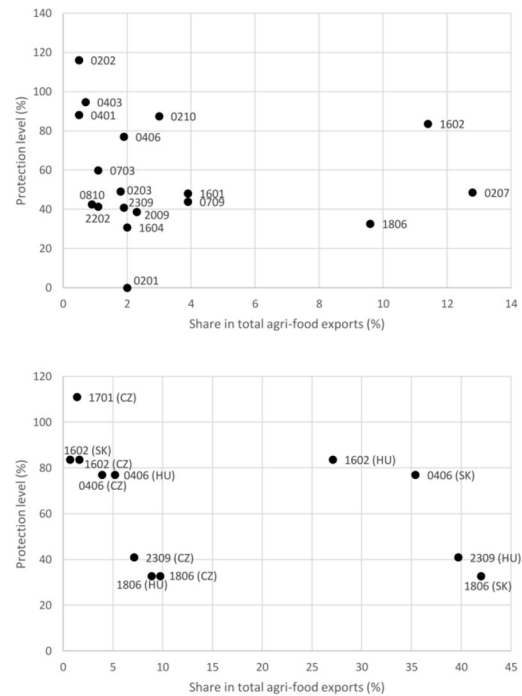 140
120
0202
100
0403
0401
0210
1602
80
0406
60
0703
0203
1601
0207
0810
2309
0709
40
2202
2009
1806
1604
20
0201
0
0 2 4 6 8 10 12 14
Protection level (%)
Share in total agri-food exports (%)
120
1701 (CZ)
100
1602 (SK)
1602 (CZ)
1602 (HU)
80
0406 (HU)
0406 (SK)
0406 (CZ)
60
2309 (CZ)
2309 (HU)
40
1806 (CZ)
1806 (HU)
1806 (SK)
20
0
0 5 10 15 20 25 30 35 40 45
Protection level (%)
Share in total agri-food exports (%)